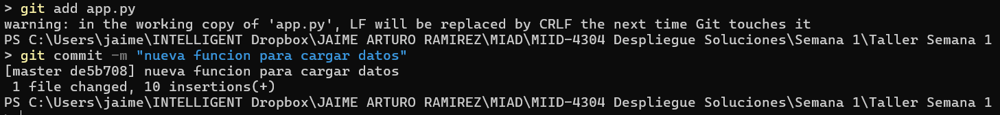 > git add app.py
warning: in the working copy of 'app.py', LF will be replaced by CRLF the next time Git touches it
PS C:\Users\jaime\INTELLIGENT Dropbox\JAIME ARTURO RAMIREZ\MIAD\MIID-4304 Despliegue Soluciones\Semana 1\Taller Semana 1
> git commit -m "nueva funcion para cargar datos"
[master de5b708] nueva funcion para cargar datos
 1 file changed, 10 insertions(+)
PS C:\Users\jaime\INTELLIGENT Dropbox\JAIME ARTURO RAMIREZ\MIAD\MIID-4304 Despliegue Soluciones\Semana 1\Taller Semana 1